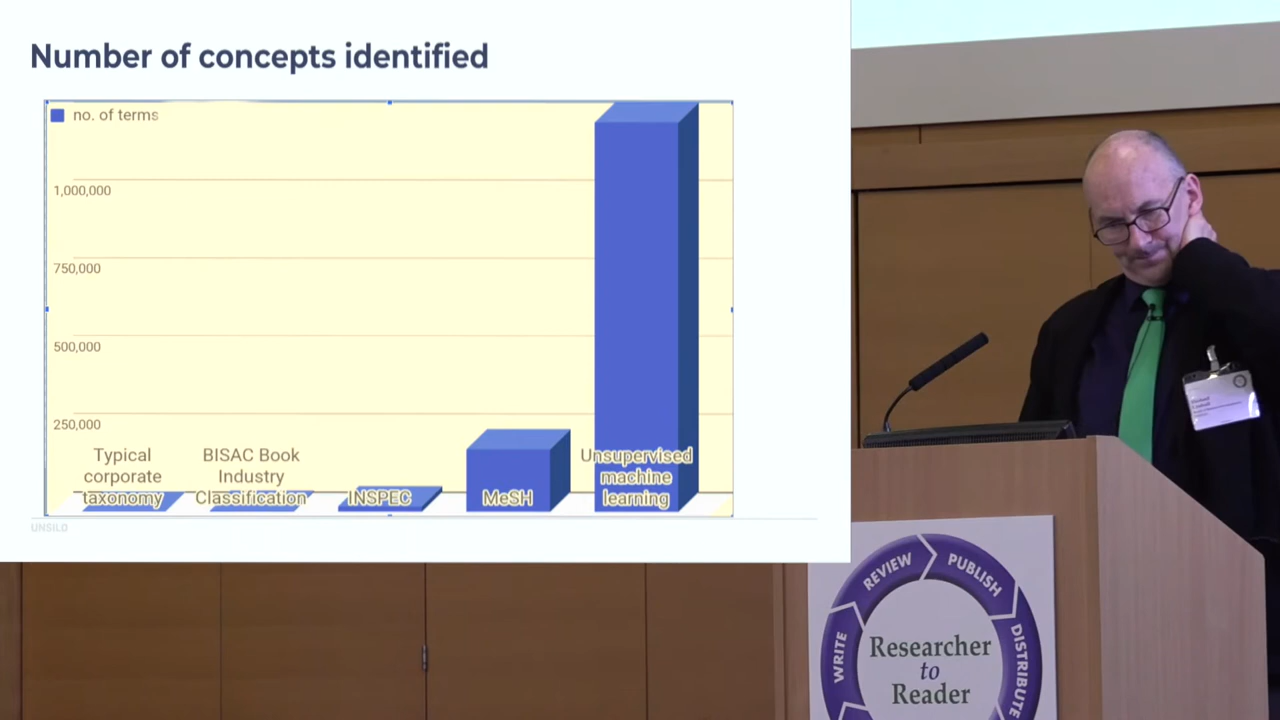 Number of concepts identified
no. of terms
1,000,000
750,000
500,000
250,000
Typical
corporate
taxonomy
BISAC Book
Industry
Classification
INSPEC
MeSH
Unsupervised
machine
learning
UNSILO
REVIEW
PUBLISH
WRITE
DISTRIBUTE
Researcher
to
Reader